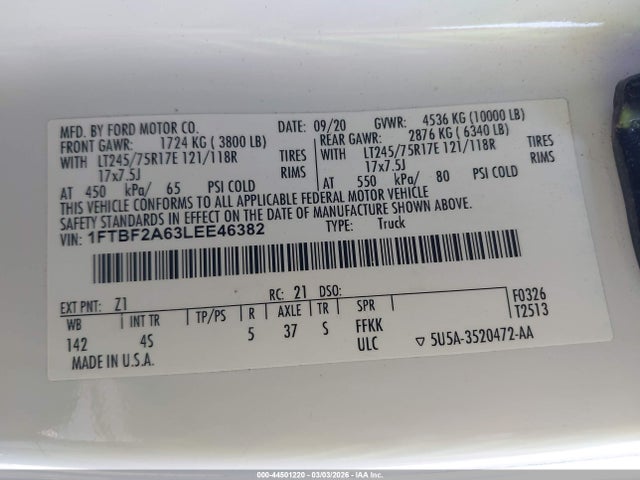 MFD. BY FORD MOTOR CO. DATE: 09/20 GVWR: 4536 KG (10000 LB)
FRONT GAWR: 1724 KG ( 3800 LB) REAR GAWR: 2876 KG ( 6340 LB)
WITH LT245/75R17E 121/118R TIRES WITH LT245/75R17E 121/118R TIRES
17x7.5J RIMS 17x7.5J RIMS
AT 450 kPa/ 65 PSI COLD AT 550 kPa/ 80 PSI COLD
THIS VEHICLE CONFORMS TO ALL APPLICABLE FEDERAL MOTOR VEHICLE
SAFETY STANDARDS IN EFFECT ON THE DATE OF MANUFACTURE SHOWN ABOVE.
VIN: 1FTBF2A63LEE46382 TYPE: Truck
EXT PNT: Z1 RC: 21 DSO: F0326
WB INT TR TP/PS R AXLE TR SPR T2513
142 4S 5 37 S FFKK
MADE IN U.S.A. ULC ▽ 5U5A-3520472-AA
000-44501220 - 03/03/2026 - IAA Inc.